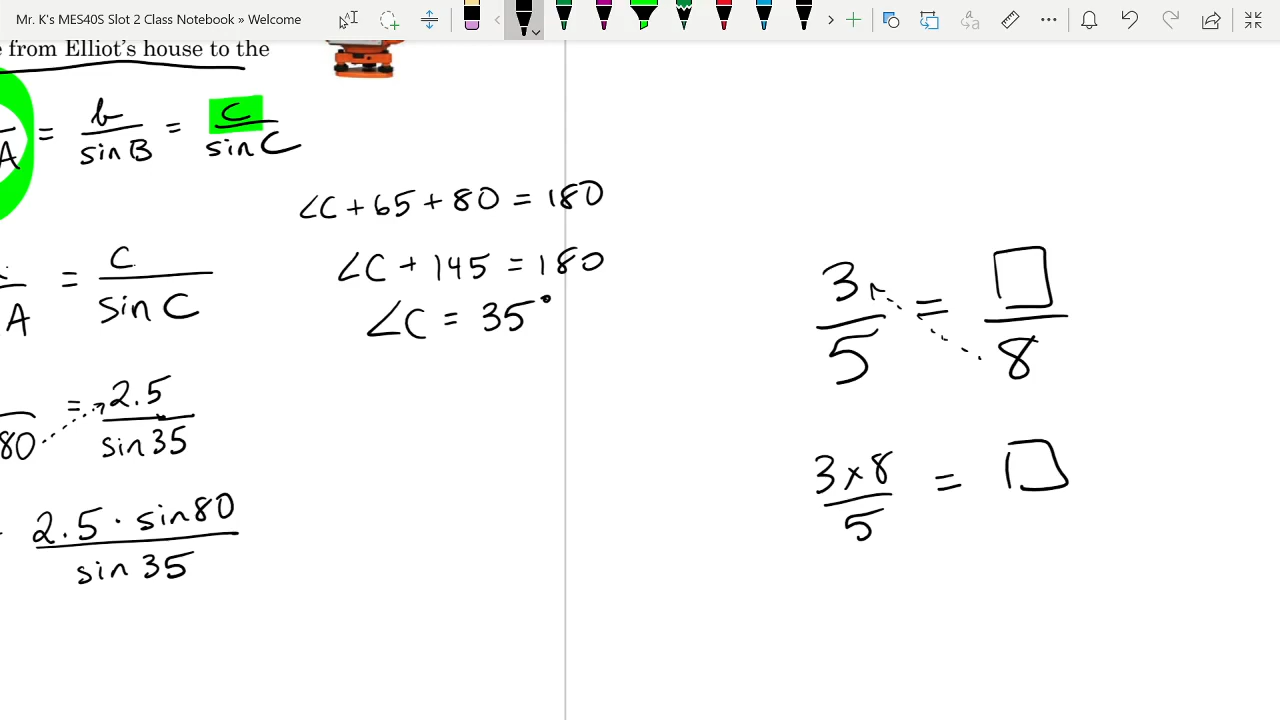 Mr. K's MES40S Slot 2 Class Notebook » Welcome
from Elliot's house to the
A = b/sin B = c/sin C
∠C + 65 + 80 = 180
∠C + 145 = 180
∠C = 35°
A = c/sin C
80 = 2.5/sin 35
2.5 · sin 80/sin 35
3/5 = □/8
3 × 8/5 = □